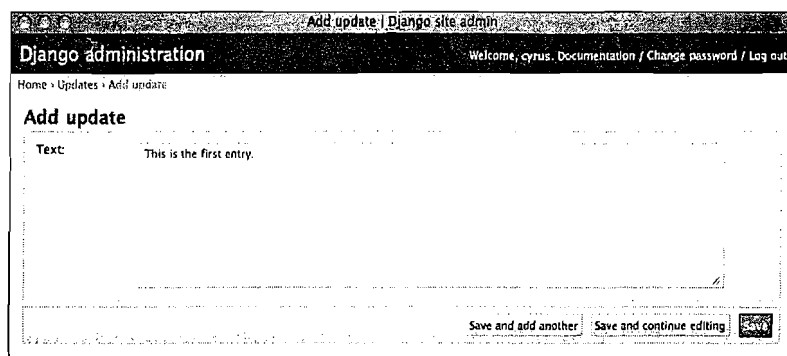 Add update | Django site admin
Django administration
Welcome, cyrus. Documentation / Change password / Log out
Home › Updates › Add update
Add update
Text:
This is the first entry.
Save and add another
Save and continue editing
Save